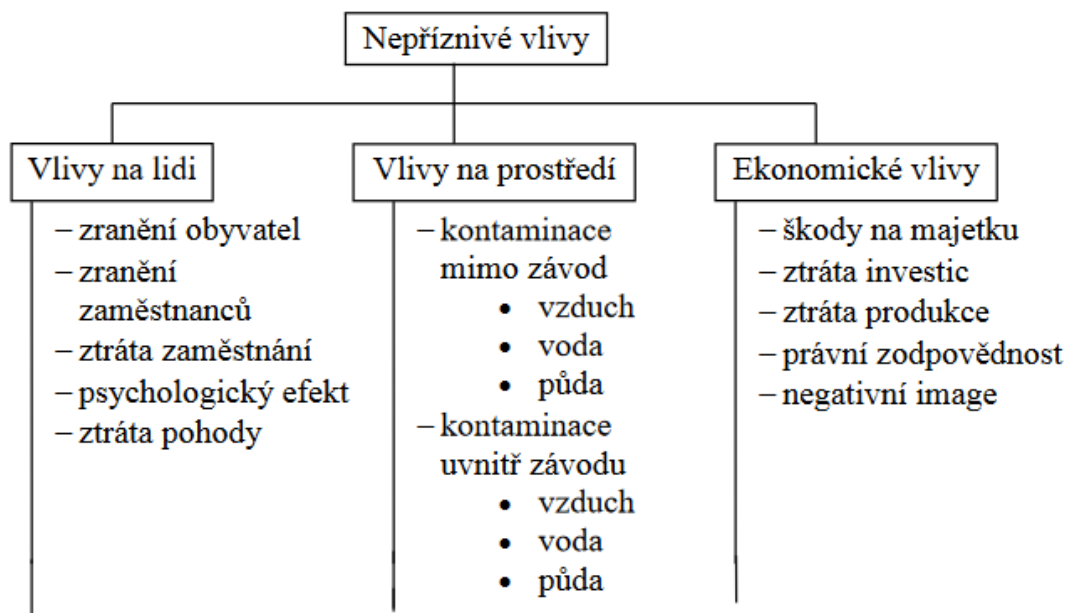 Nepříznivé vlivy
Vlivy na lidi
– zranění obyvatel
– zranění
zaměstnanců
– ztráta zaměstnání
– psychologický efekt
– ztráta pohody
Vlivy na prostředí
– kontaminace
mimo závod
• vzduch
• voda
• půda
– kontaminace
uvnitř závodu
• vzduch
• voda
• půda
Ekonomické vlivy
– škody na majetku
– ztráta investic
– ztráta produkce
– právní zodpovědnost
– negativní image